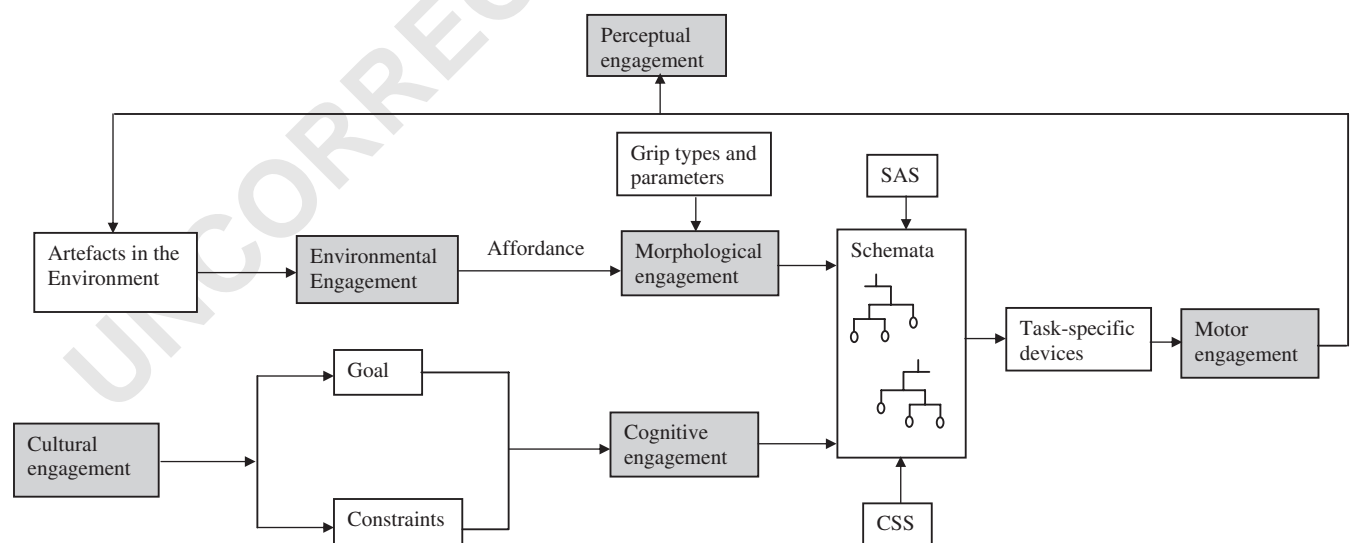 Perceptual
engagement
Grip types and
parameters
SAS
Artefacts in the
Environment
Environmental
Engagement
Affordance
Morphological
engagement
Schemata
Task-specific
devices
Motor
engagement
Goal
Cultural
engagement
Cognitive
engagement
Constraints
CSS
UNCORREC